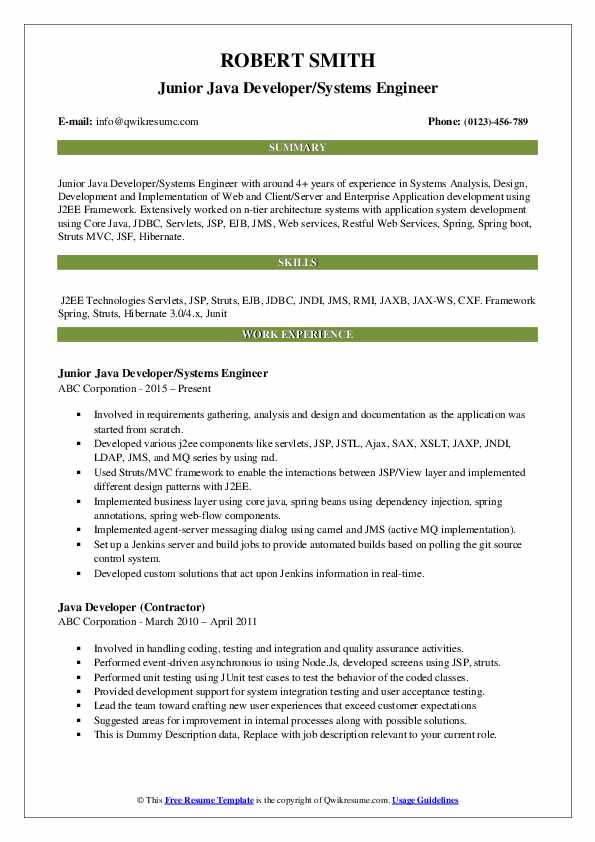 ROBERT SMITH
Junior Java Developer/Systems Engineer
E-mail: info@qwikresume.com Phone: (0123)-456-789
SUMMARY
Junior Java Developer/Systems Engineer with around 4+ years of experience in Systems Analysis, Design,
Development and Implementation of Web and Client/Server and Enterprise Application development using
J2EE Framework. Extensively worked on n-tier architecture systems with application system development
using Core Java, JDBC, Servlets, JSP, EJB, JMS, Web services, Restful Web Services, Spring, Spring boot,
Struts MVC, JSF, Hibernate.
SKILLS
J2EE Technologies Servlets, JSP, Struts, EJB, JDBC, JNDI, JMS, RMI, JAXB, JAX-WS, CXF. Framework
Spring, Struts, Hibernate 3.0/4.x, Junit
WORK EXPERIENCE
Junior Java Developer/Systems Engineer
ABC Corporation - 2015 – Present
▪ Involved in requirements gathering, analysis and design and documentation as the application was
started from scratch.
▪ Developed various j2ee components like servlets, JSP, JSTL, Ajax, SAX, XSLT, JAXP, JNDI,
LDAP, JMS, and MQ series by using rad.
▪ Used Struts/MVC framework to enable the interactions between JSP/View layer and implemented
different design patterns with J2EE.
▪ Implemented business layer using core java, spring beans using dependency injection, spring
annotations, spring web-flow components.
▪ Implemented agent-server messaging dialog using camel and JMS (active MQ implementation).
▪ Set up a Jenkins server and build jobs to provide automated builds based on polling the git source
control system.
▪ Developed custom solutions that act upon Jenkins information in real-time.
Java Developer (Contractor)
ABC Corporation - March 2010 – April 2011
▪ Involved in handling coding, testing and integration and quality assurance activities.
▪ Performed event-driven asynchronous io using Node.Js, developed screens using JSP, struts.
▪ Performed unit testing using JUnit test cases to test the behavior of the coded classes.
▪ Provided development support for system integration testing and user acceptance testing.
▪ Lead the team toward crafting new user experiences that exceed customer expectations
▪ Suggested areas for improvement in internal processes along with possible solutions.
▪ This is Dummy Description data, Replace with job description relevant to your current role.
© This Free Resume Template is the copyright of Qwikresume.com. Usage Guidelines